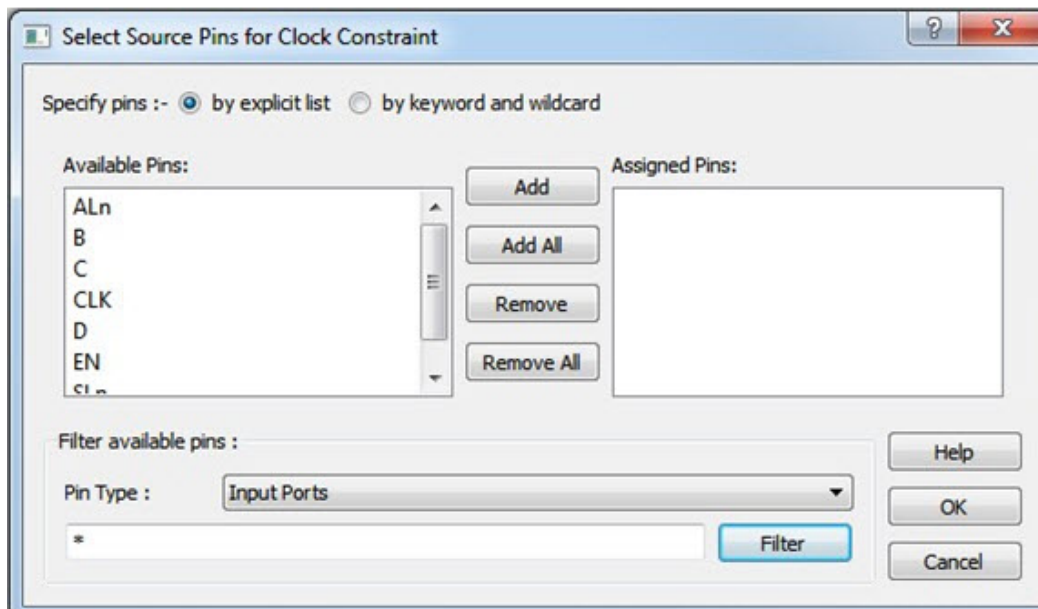 Select Source Pins for Clock Constraint
?
X
Specify pins :- by explicit list by keyword and wildcard
Available Pins:
ALn
B
C
CLK
D
EN
SLn
Add
Add All
Remove
Remove All
Assigned Pins:
Filter available pins :
Pin Type : Input Ports
*
Filter
Help
OK
Cancel